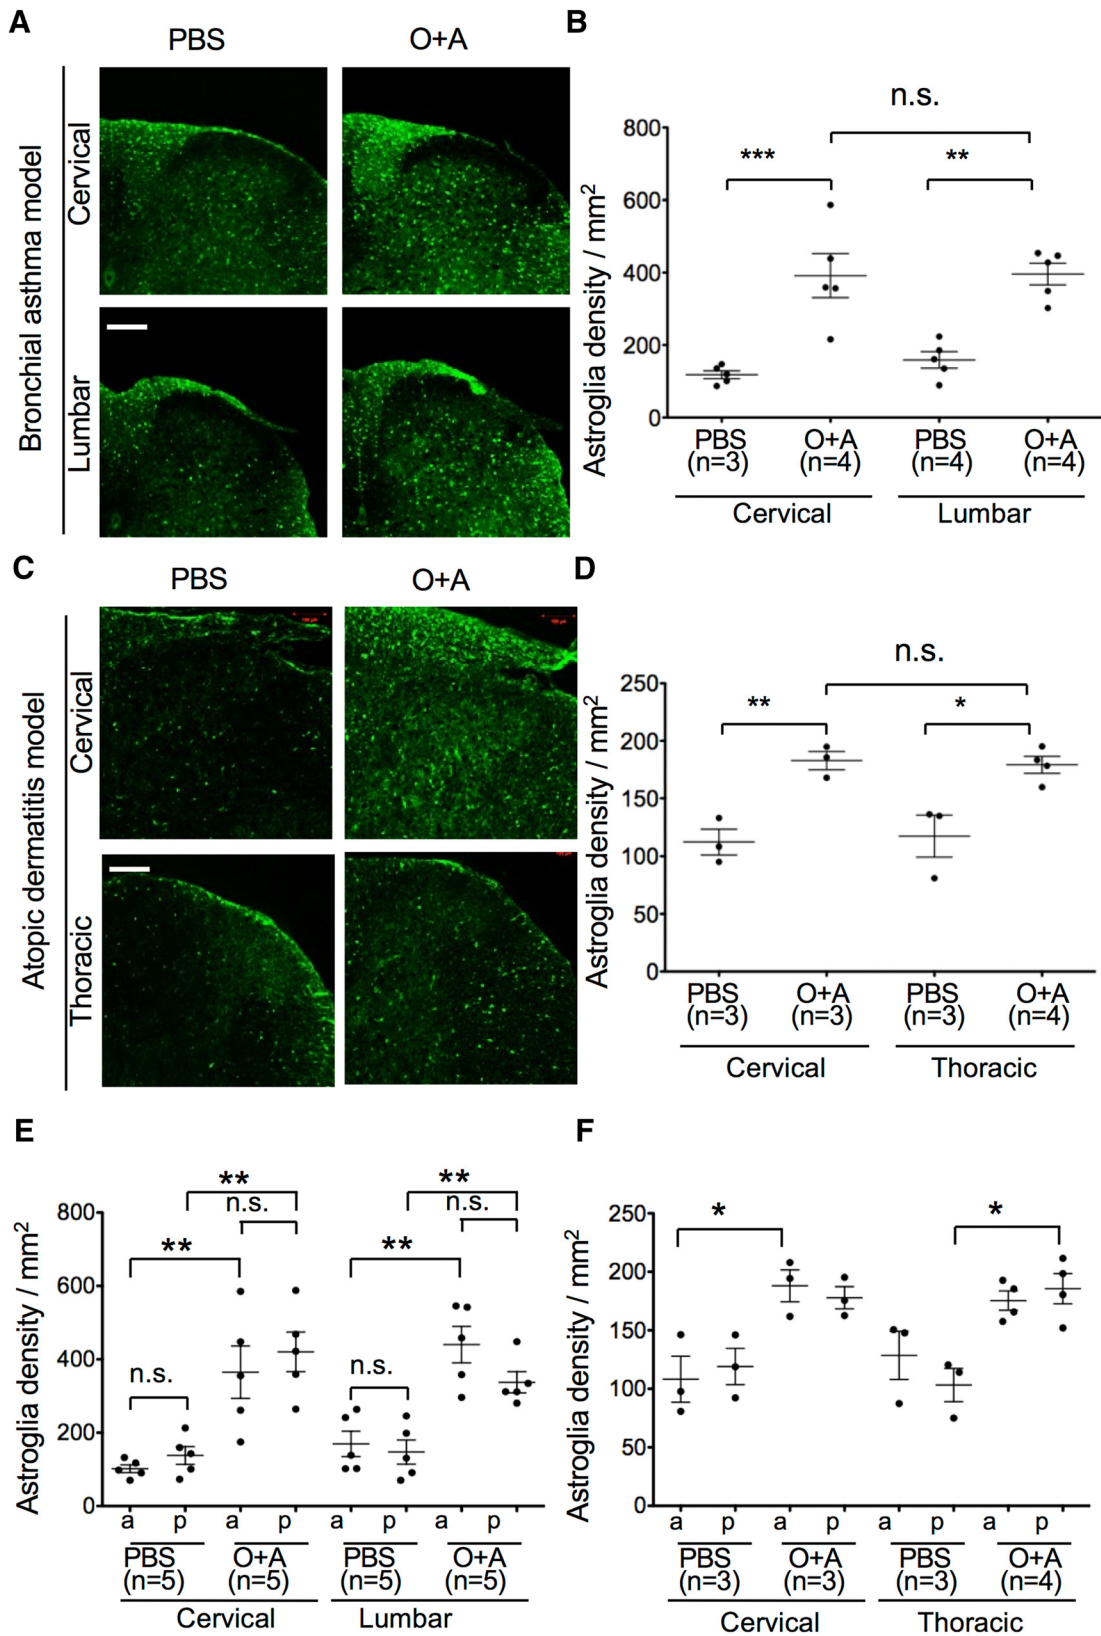 A
PBS O+A
Bronchial asthma model
Cervical
Lumbar
B
n.s.
*** **
Astroglia density / mm2
800
600
400
200
0
PBS O+A PBS O+A
(n=3) (n=4) (n=4) (n=4)
Cervical Lumbar
C
PBS O+A
Atopic dermatitis model
Cervical
Thoracic
D
n.s.
** *
Astroglia density / mm2
250
200
150
100
50
0
PBS O+A PBS O+A
(n=3) (n=3) (n=3) (n=4)
Cervical Thoracic
E
** **
n.s. n.s.
** **
n.s. n.s.
Astroglia density / mm2
800
600
400
200
0
a p a p a p a p
PBS O+A PBS O+A
(n=5) (n=5) (n=5) (n=5)
Cervical Lumbar
F
* *
Astroglia density / mm2
250
200
150
100
50
0
a p a p a p a p
PBS O+A PBS O+A
(n=3) (n=3) (n=3) (n=4)
Cervical Thoracic